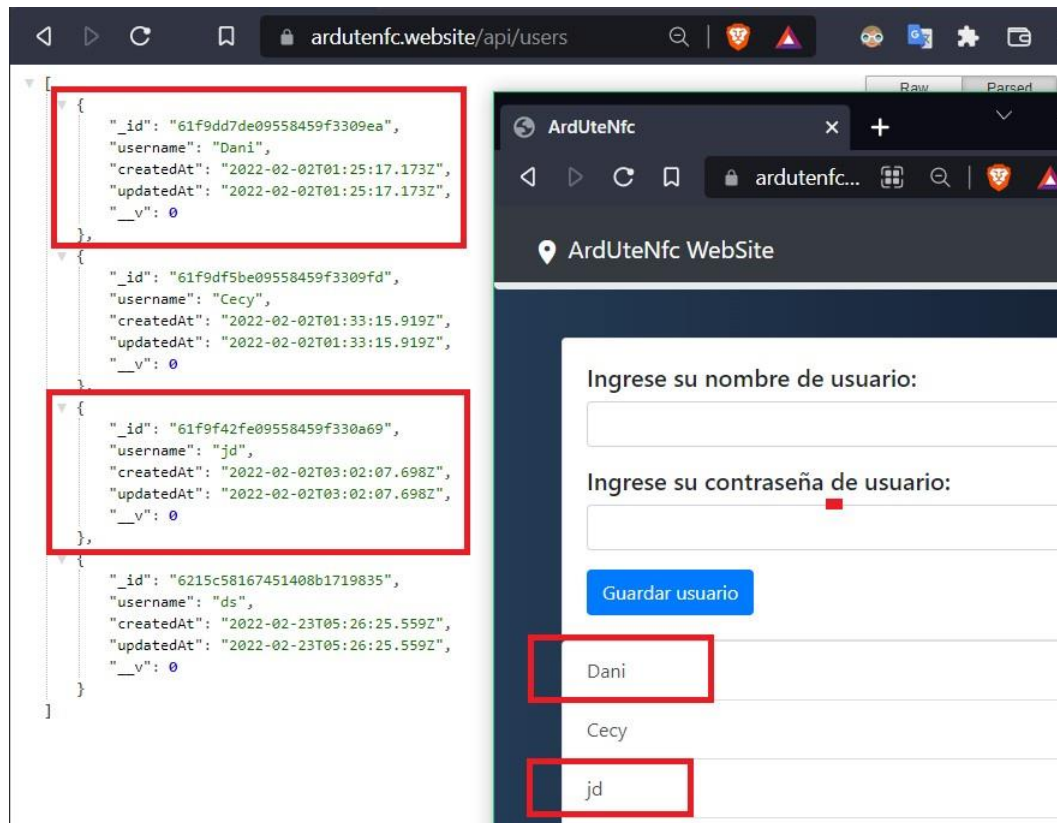 ardutenfc.website/api/users
Raw Parsed
[
{
"_id": "61f9dd7de09558459f3309ea",
"username": "Dani",
"createdAt": "2022-02-02T01:25:17.173Z",
"updatedAt": "2022-02-02T01:25:17.173Z",
"__v": 0
},
{
"_id": "61f9df5be09558459f3309fd",
"username": "Cecy",
"createdAt": "2022-02-02T01:33:15.919Z",
"updatedAt": "2022-02-02T01:33:15.919Z",
"__v": 0
},
{
"_id": "61f9f42fe09558459f330a69",
"username": "jd",
"createdAt": "2022-02-02T03:02:07.698Z",
"updatedAt": "2022-02-02T03:02:07.698Z",
"__v": 0
},
{
"_id": "6215c58167451408b1719835",
"username": "ds",
"createdAt": "2022-02-23T05:26:25.559Z",
"updatedAt": "2022-02-23T05:26:25.559Z",
"__v": 0
}
]
ArdUteNfc
ardutenfc...
ArdUteNfc WebSite
Ingrese su nombre de usuario:
Ingrese su contraseña de usuario:
Guardar usuario
Dani
Cecy
jd